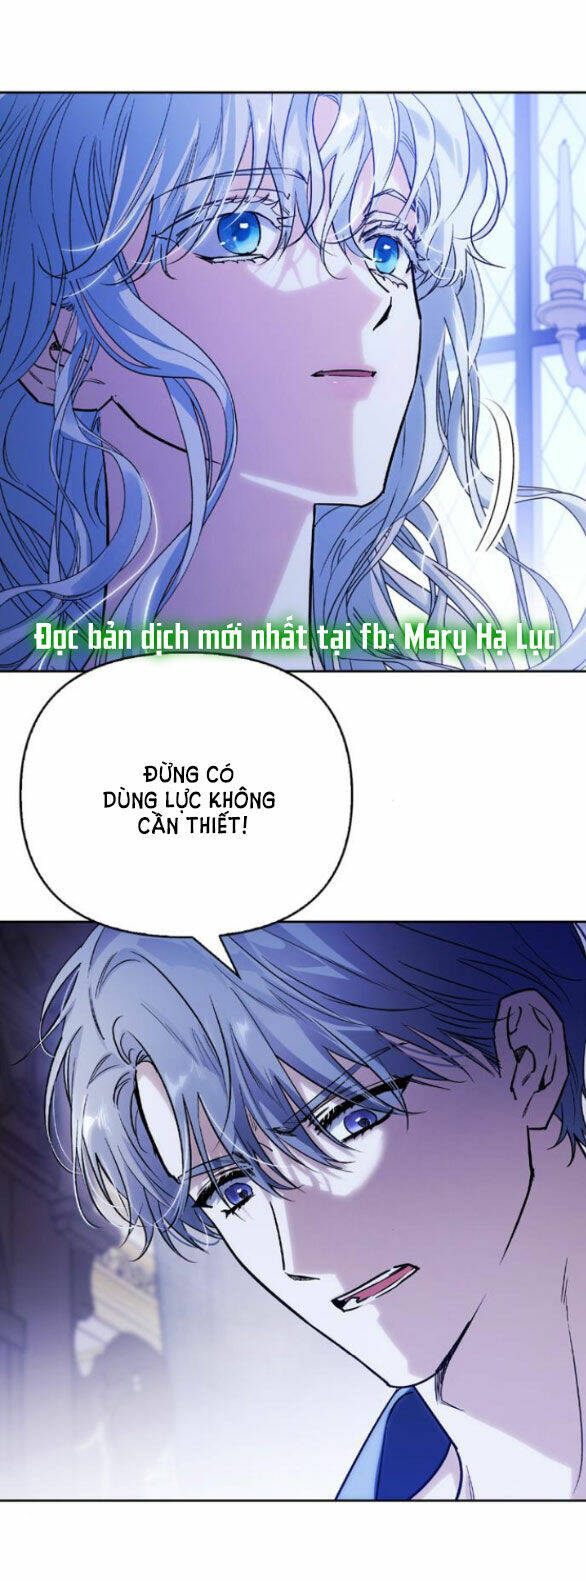 Đọc bản dịch mới nhất tại fb: Mary Hạ Lục
ĐỪNG CÓ
DÙNG LỰC KHÔNG
CẦN THIẾT!